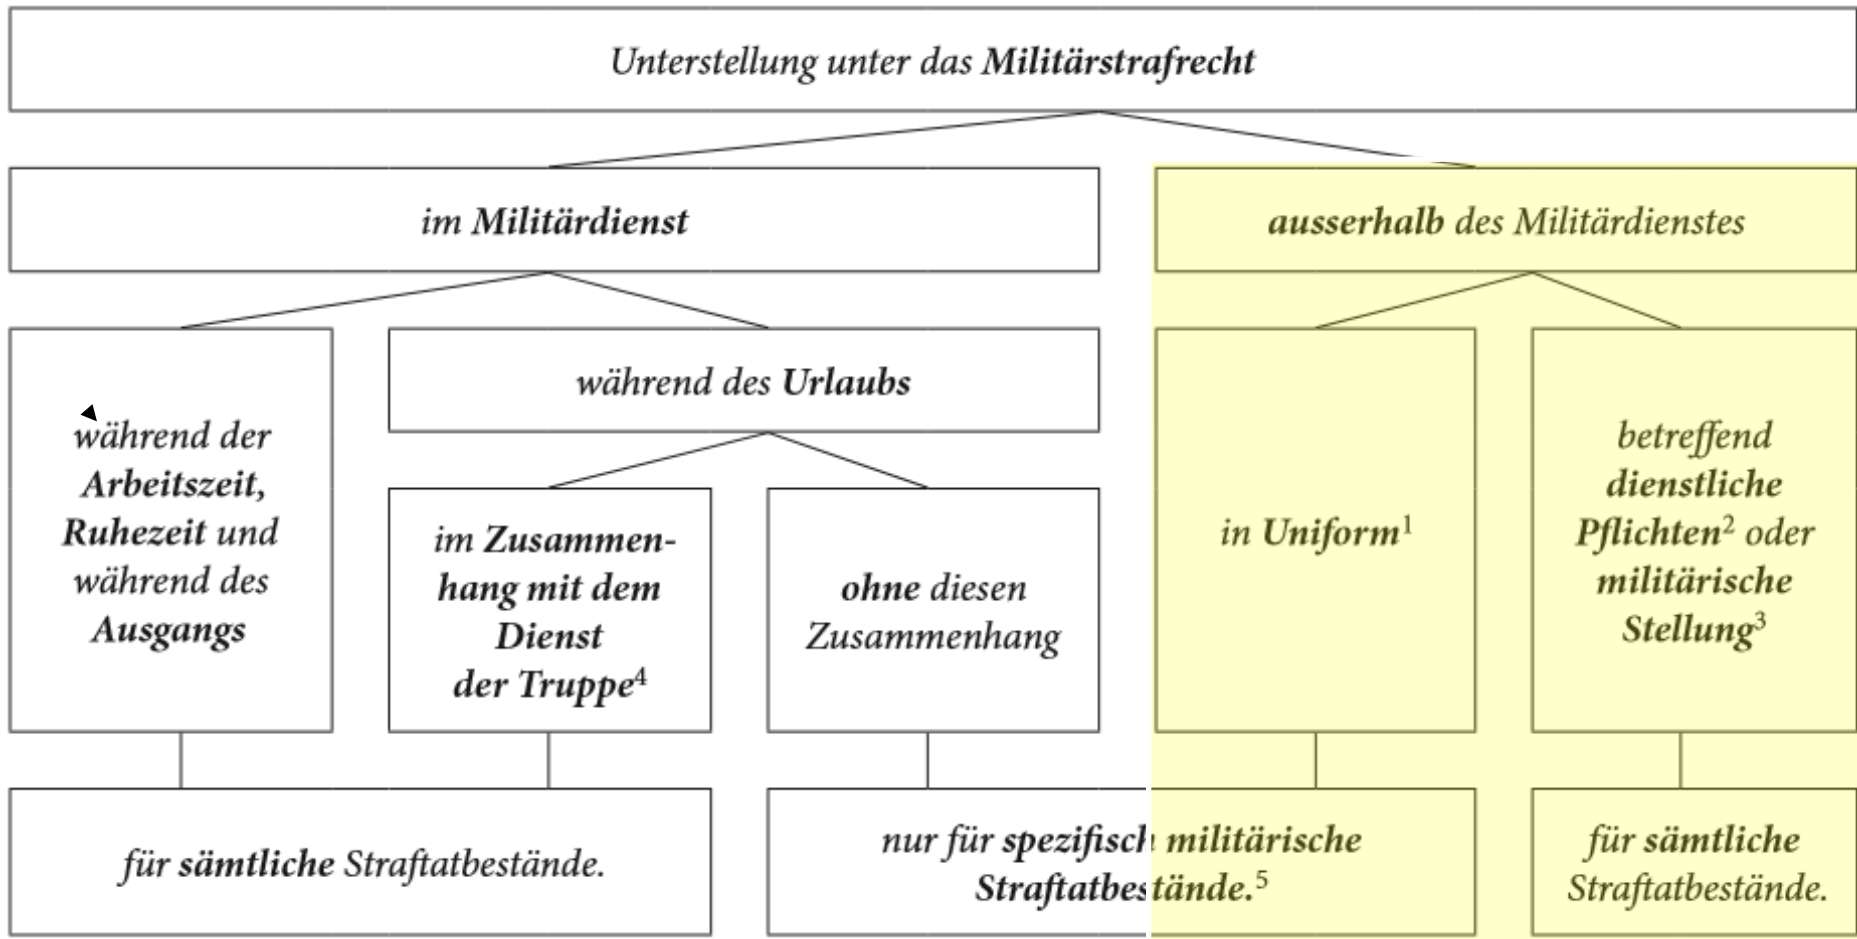 Unterstellung unter das Militärstrafrecht
im Militärdienst
ausserhalb des Militärdienstes
während der
Arbeitszeit,
Ruhezeit und
während des
Ausgangs
während des Urlaubs
im Zusammen-
hang mit dem
Dienst
der Truppe⁴
ohne diesen
Zusammenhang
in Uniform¹
betreffend
dienstliche
Pflichten² oder
militärische
Stellung³
für sämtliche Straftatbestände.
nur für spezifisch militärische
Straftatbestände.⁵
für sämtliche
Straftatbestände.